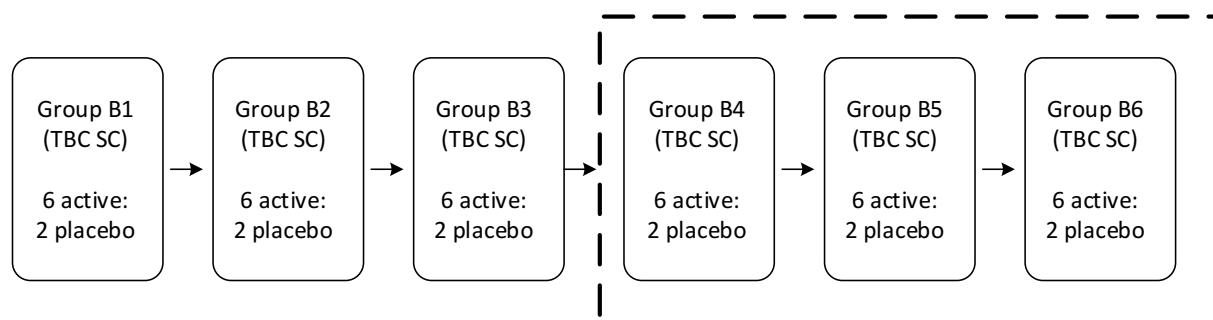 Group B1
(TBC SC)
6 active:
2 placebo
Group B2
(TBC SC)
6 active:
2 placebo
Group B3
(TBC SC)
6 active:
2 placebo
Group B4
(TBC SC)
6 active:
2 placebo
Group B5
(TBC SC)
6 active:
2 placebo
Group B6
(TBC SC)
6 active:
2 placebo